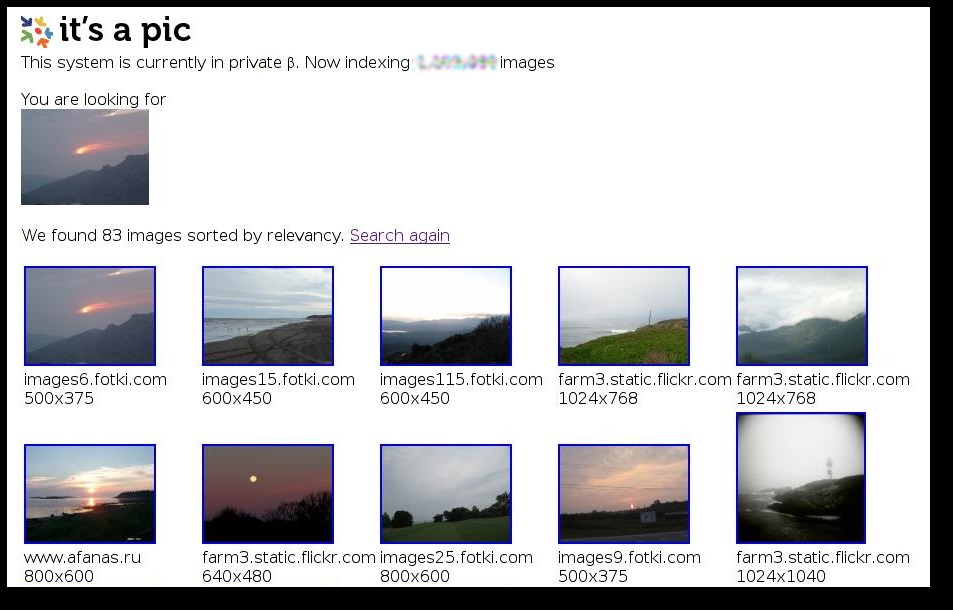 it's a pic
This system is currently in private β. Now indexing images
You are looking for
We found 83 images sorted by relevancy. Search again
images6.fotki.com images15.fotki.com images115.fotki.com farm3.static.flickr.com farm3.static.flickr.com
500x375 600x450 600x450 1024x768 1024x768
www.afanas.ru farm3.static.flickr.com images25.fotki.com images9.fotki.com farm3.static.flickr.com
800x600 640x480 800x600 500x375 1024x1040